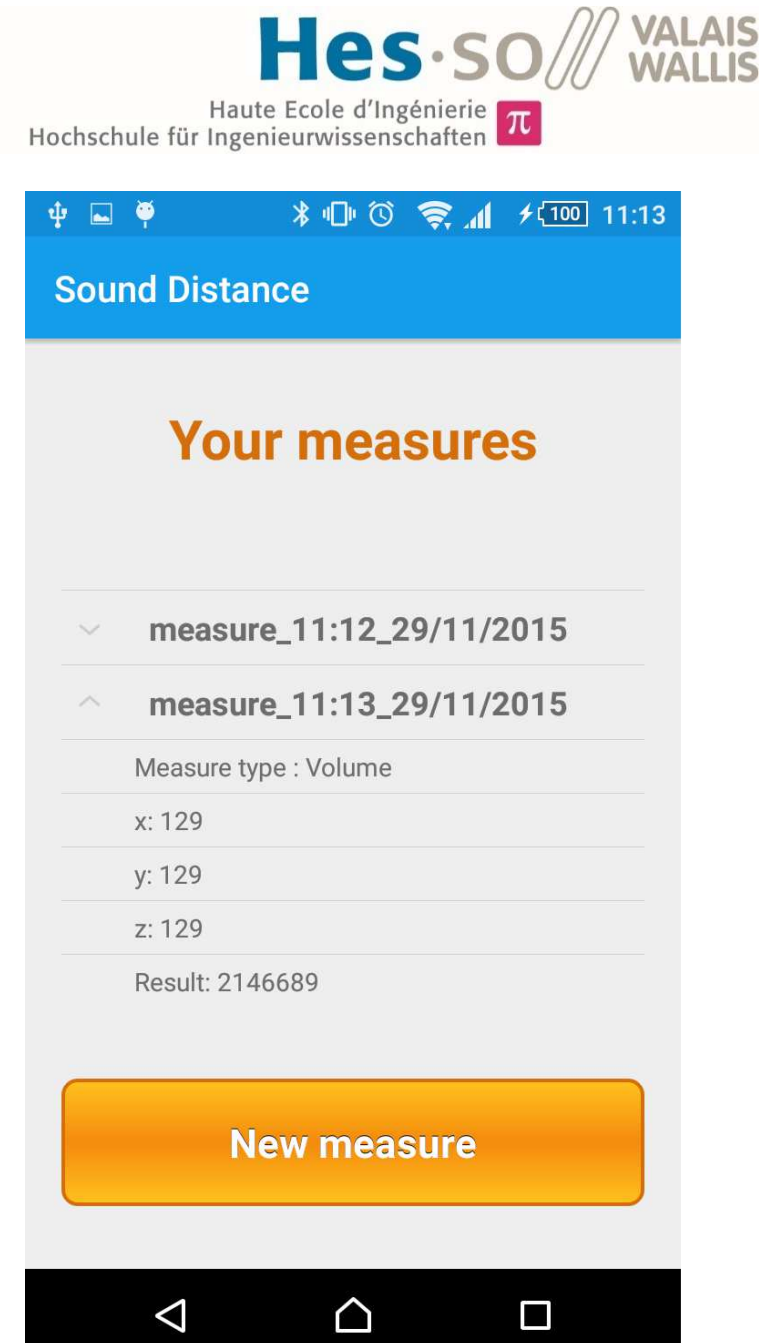 Hes·so VALAIS
WALLIS
Haute Ecole d'Ingénierie
Hochschule für Ingenieurwissenschaften π
100 11:13
Sound Distance
Your measures
measure_11:12_29/11/2015
measure_11:13_29/11/2015
Measure type : Volume
x: 129
y: 129
z: 129
Result: 2146689
New measure